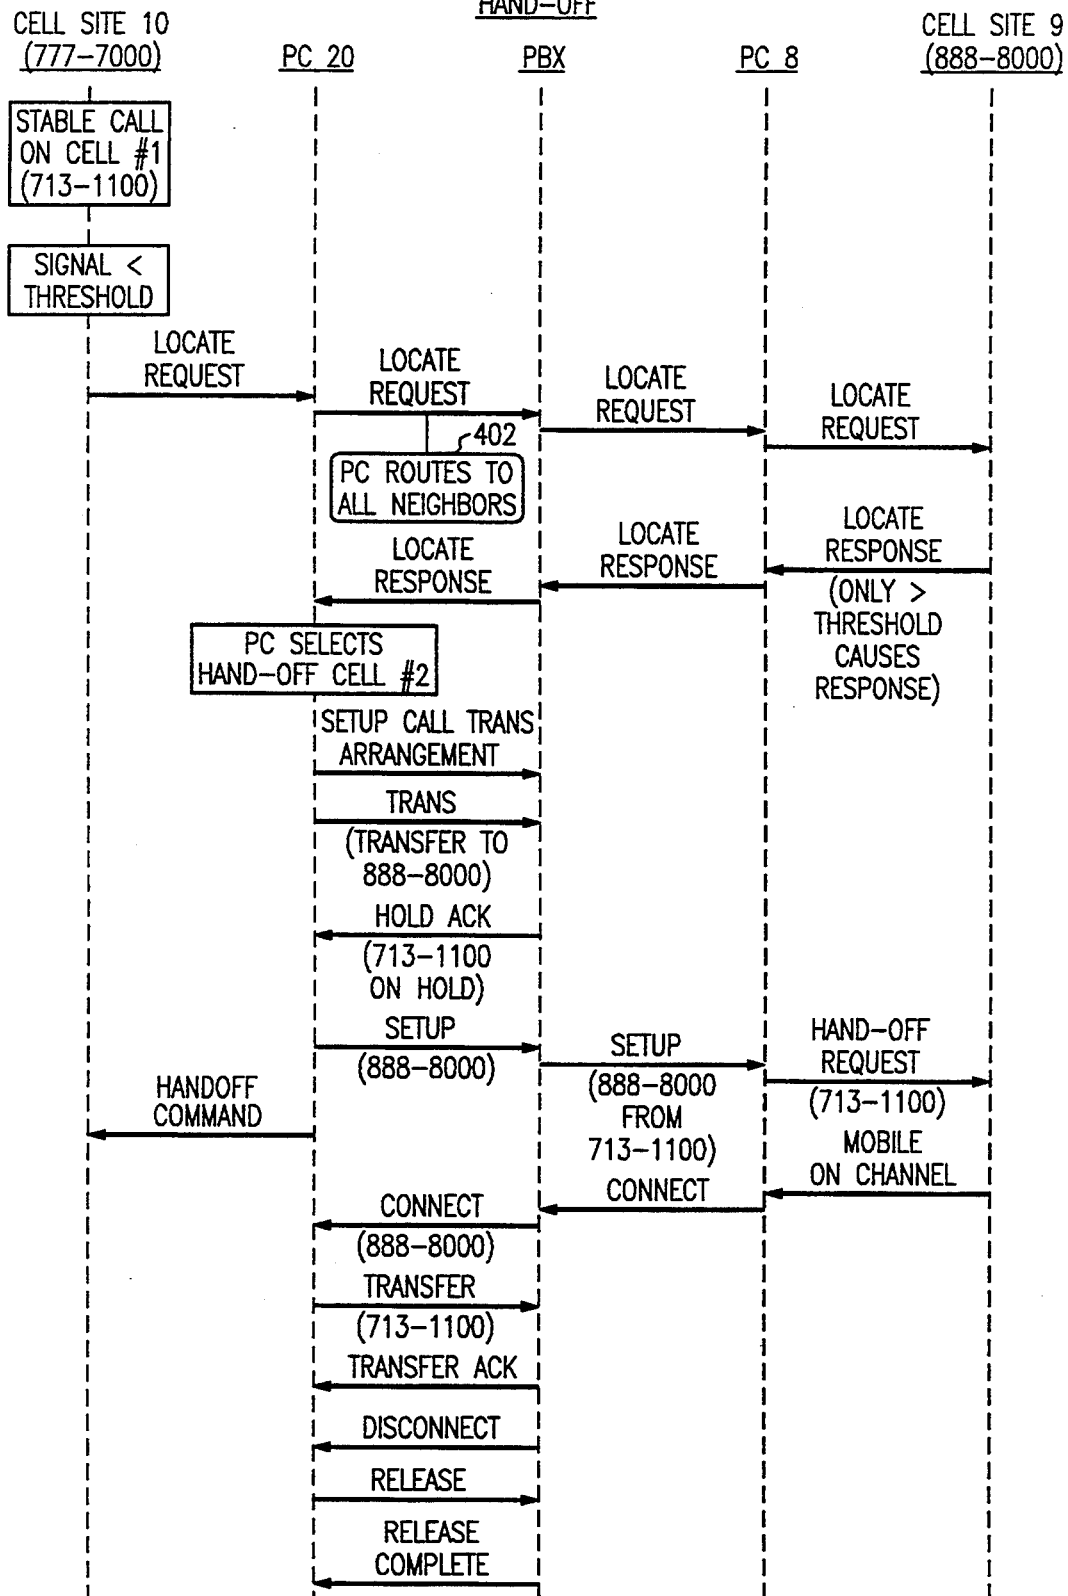 HAND-OFF
CELL SITE 10
(777-7000)
PC 20
PBX
PC 8
CELL SITE 9
(888-8000)
STABLE CALL
ON CELL #1
(713-1100)
SIGNAL <
THRESHOLD
LOCATE
REQUEST
LOCATE
REQUEST
LOCATE
REQUEST
LOCATE
REQUEST
402
PC ROUTES TO
ALL NEIGHBORS
LOCATE
RESPONSE
LOCATE
RESPONSE
LOCATE
RESPONSE
(ONLY >
THRESHOLD
CAUSES
RESPONSE)
PC SELECTS
HAND-OFF CELL #2
SETUP CALL TRANS
ARRANGEMENT
TRANS
(TRANSFER TO
888-8000)
HOLD ACK
(713-1100
ON HOLD)
SETUP
(888-8000)
SETUP
(888-8000
FROM
713-1100)
HAND-OFF
REQUEST
(713-1100)
HANDOFF
COMMAND
MOBILE
ON CHANNEL
CONNECT
CONNECT
(888-8000)
TRANSFER
(713-1100)
TRANSFER ACK
DISCONNECT
RELEASE
RELEASE
COMPLETE